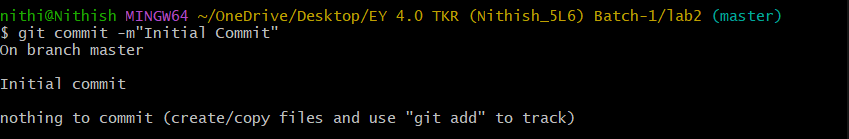 nithi@Nithish MINGW64 ~/OneDrive/Desktop/EY 4.0 TKR (Nithish_5L6) Batch-1/lab2 (master)
$ git commit -m"Initial Commit"
On branch master
Initial commit
nothing to commit (create/copy files and use "git add" to track)